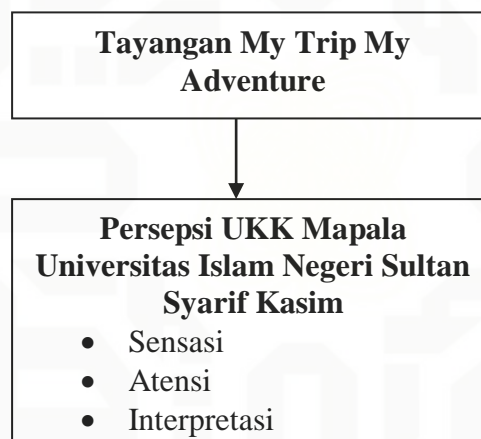 Tayangan My Trip My
Adventure
Persepsi UKK Mapala
Universitas Islam Negeri Sultan
Syarif Kasim
• Sensasi
• Atensi
• Interpretasi